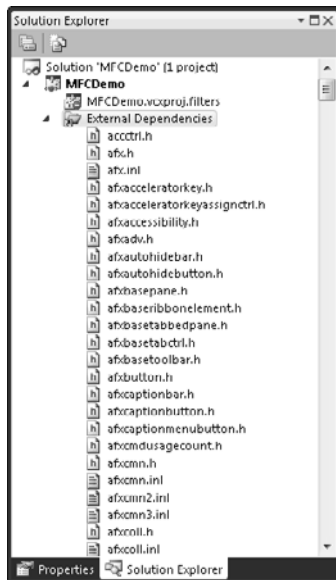 Solution Explorer
Solution 'MFCDemo' (1 project)
MFCDemo
MFCDemo.vcxproj.filters
External Dependencies
accctrl.h
afx.h
afx.inl
afxacceleratorkey.h
afxacceleratorkeyassignctrl.h
afxaccessibility.h
afxadv.h
afxautohidebar.h
afxautohidebutton.h
afxbasepane.h
afxbaseribbonelement.h
afxbasetabbedpane.h
afxbasetabctrl.h
afxbasetoolbar.h
afxbutton.h
afxcaptionbar.h
afxcaptionbutton.h
afxcaptionmenubutton.h
afxcmdusagecount.h
afxcmn.h
afxcmn.inl
afxcmn2.inl
afxcmn3.inl
afxcoll.h
afxcoll.inl
Properties Solution Explorer